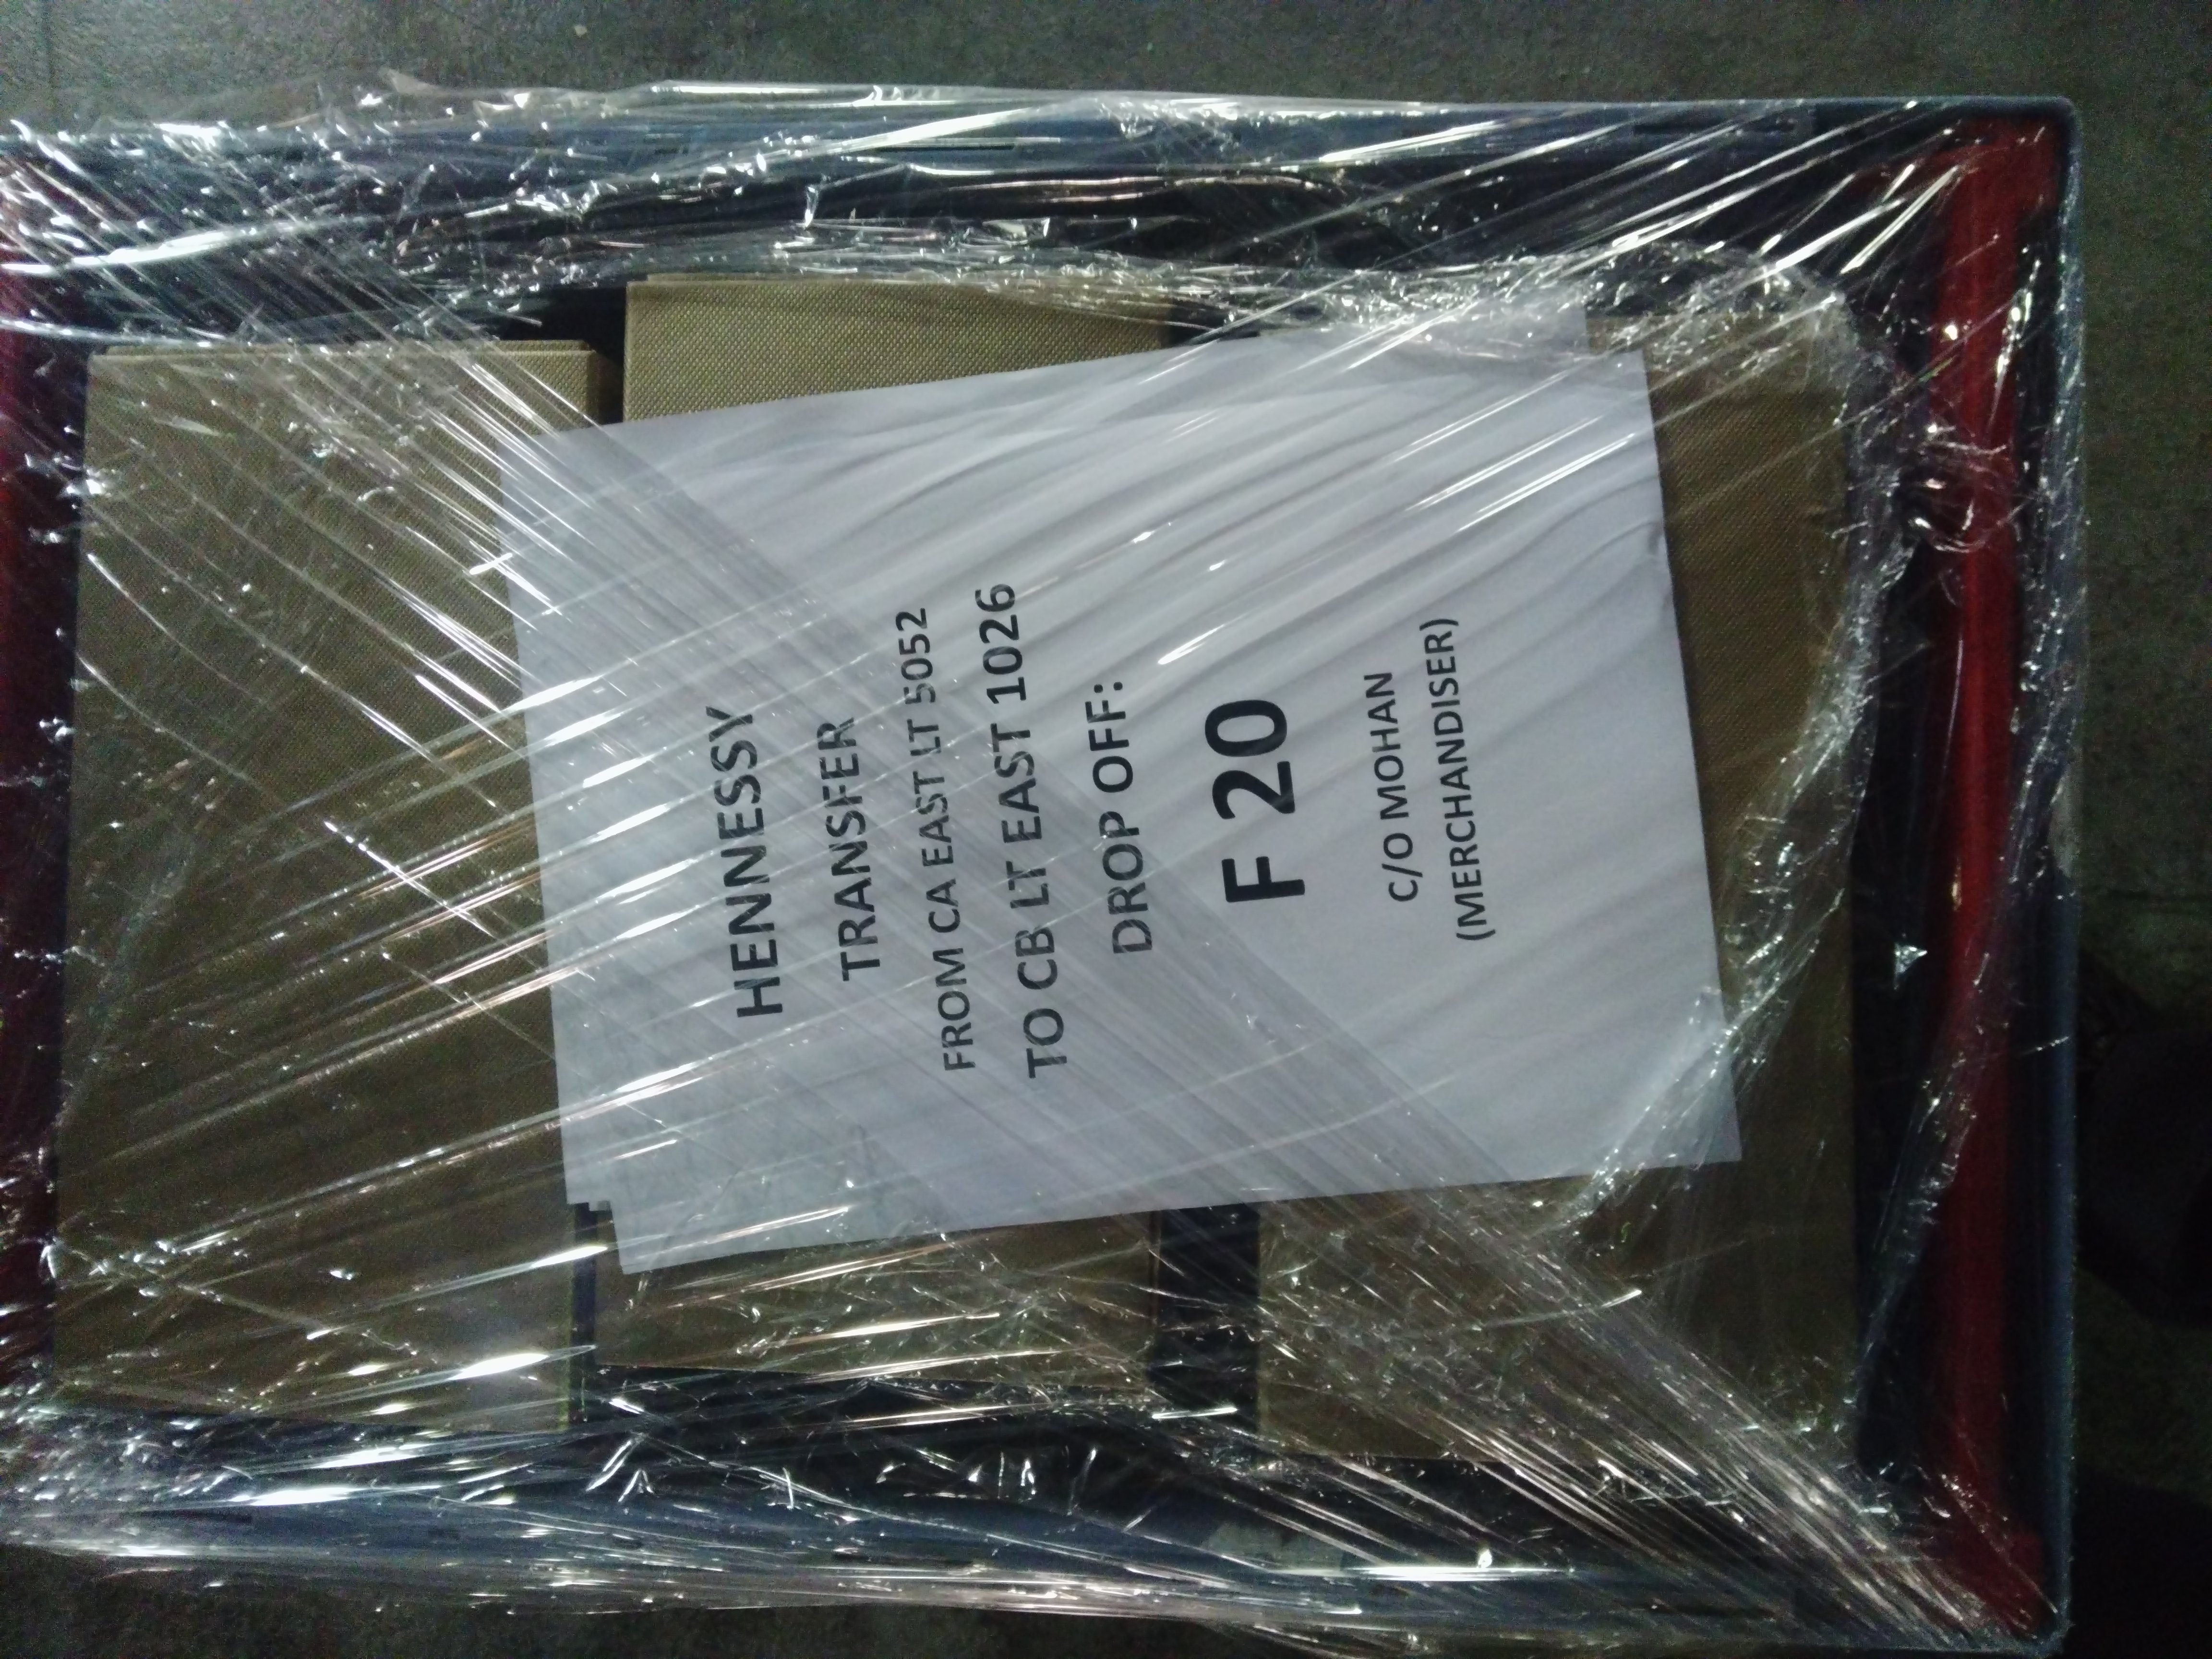 HENNESSY
TRANSFER
FROM CA EAST LT 5052
TO CB LT EAST 1026
DROP OFF:
F 20
C/O MOHAN
(MERCHANDISER)